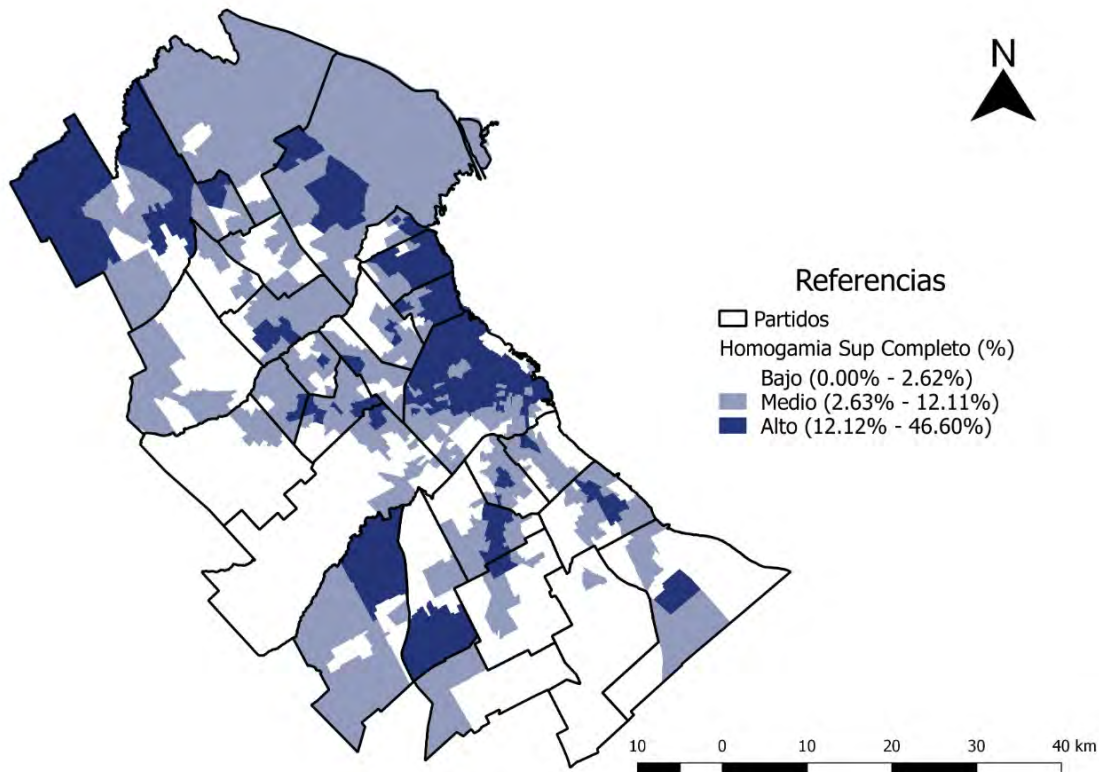 N
Referencias
Partidos
Homogamia Sup Completo (%)
Bajo (0.00% - 2.62%)
Medio (2.63% - 12.11%)
Alto (12.12% - 46.60%)
10 0 10 20 30 40 km